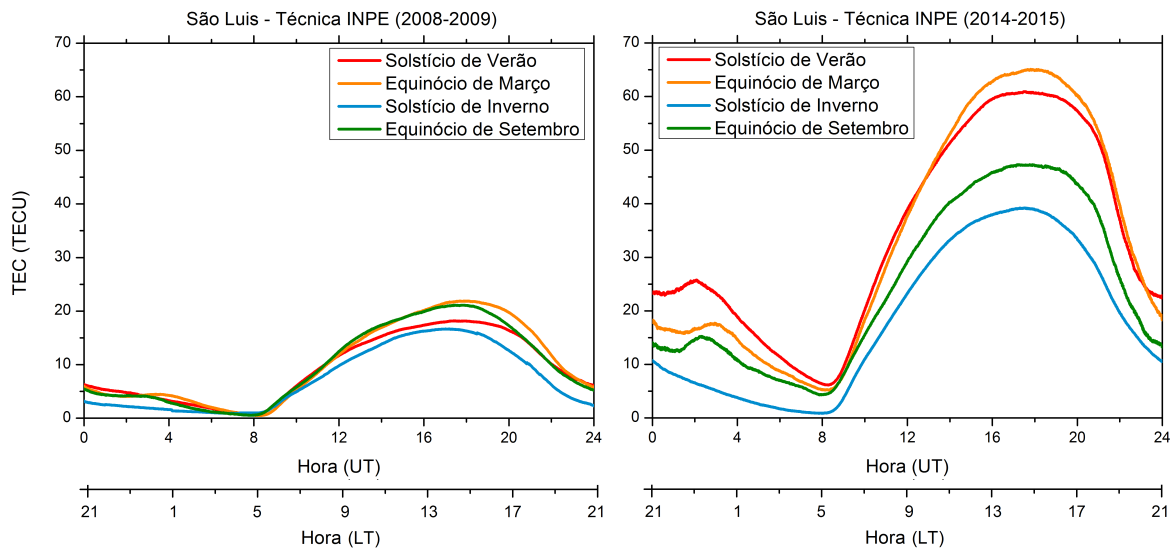 São Luis - Técnica INPE (2008-2009)
70
60
50
40
30
20
10
0
TEC (TECU)
Solstício de Verão
Equinócio de Março
Solstício de Inverno
Equinócio de Setembro
0 4 8 12 16 20 24
Hora (UT)
21 1 5 9 13 17 21
Hora (LT)
São Luis - Técnica INPE (2014-2015)
70
60
50
40
30
20
10
0
Solstício de Verão
Equinócio de Março
Solstício de Inverno
Equinócio de Setembro
0 4 8 12 16 20 24
Hora (UT)
21 1 5 9 13 17 21
Hora (LT)